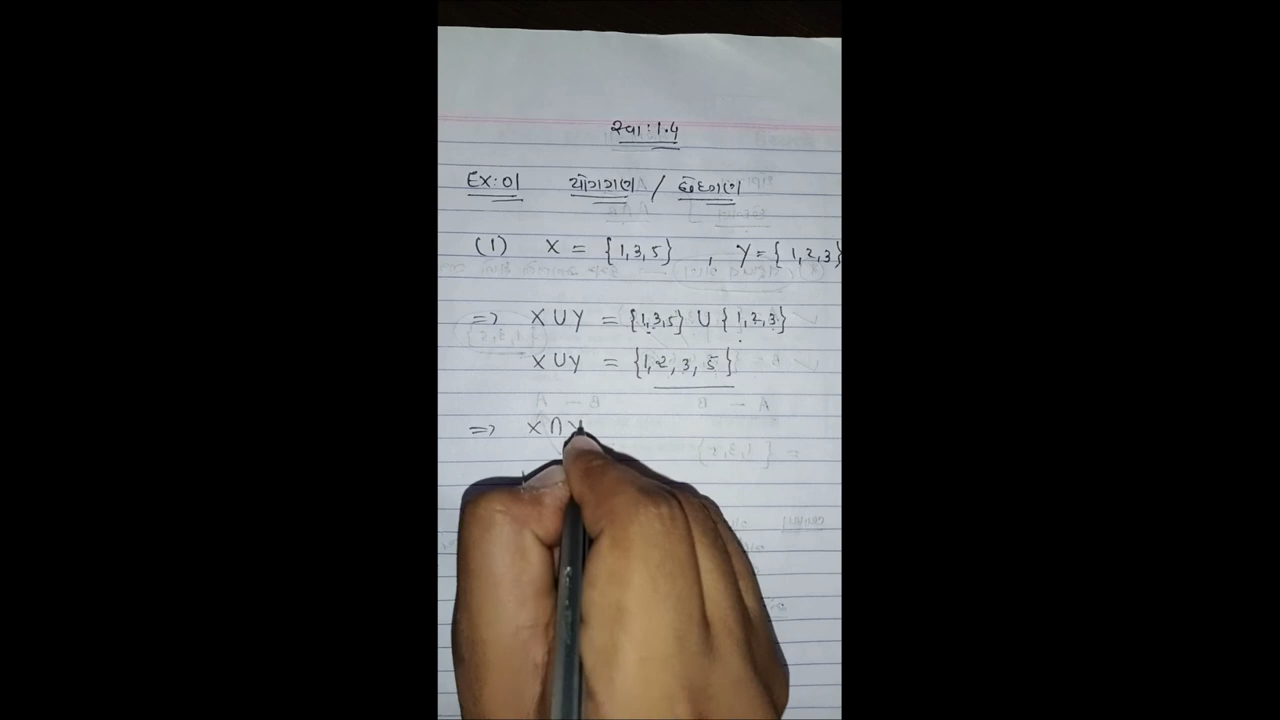 સ્વા : 1.4
Ex: 01 યોગગણ / છેદગણ
(1) X = {1,3,5} , Y = {1,2,3}
=> X U Y = {1,3,5} U {1,2,3}
X U Y = {1,2,3,5}
=> X ∩ Y